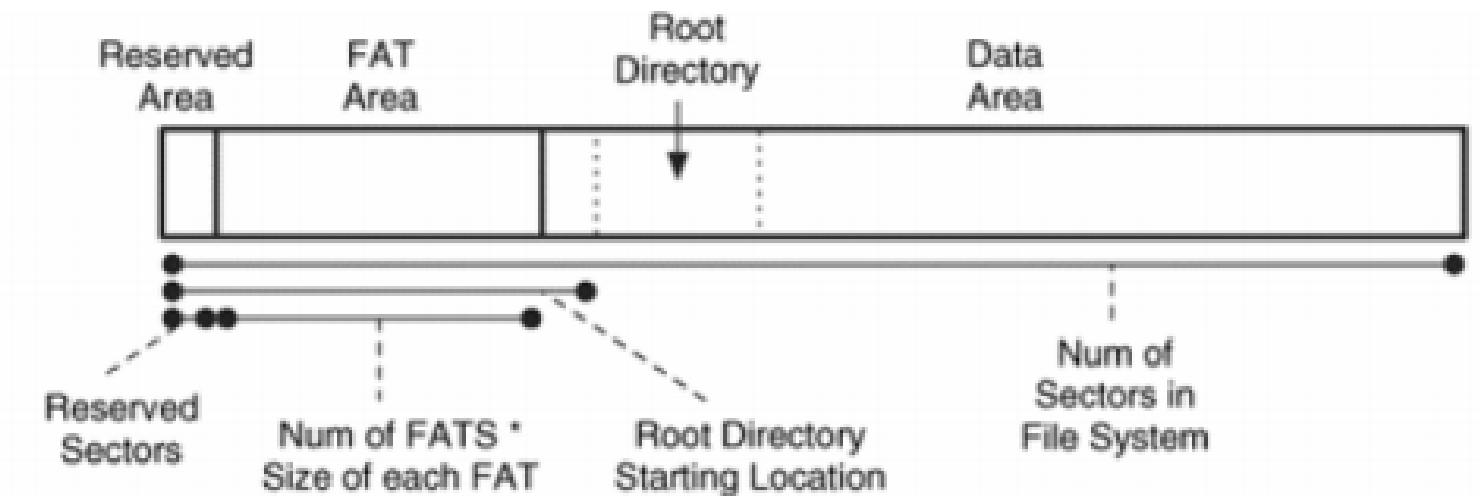 Reserved
Area
FAT
Area
Root
Directory
Data
Area
Reserved
Sectors
Num of FATS *
Size of each FAT
Root Directory
Starting Location
Num of
Sectors in
File System